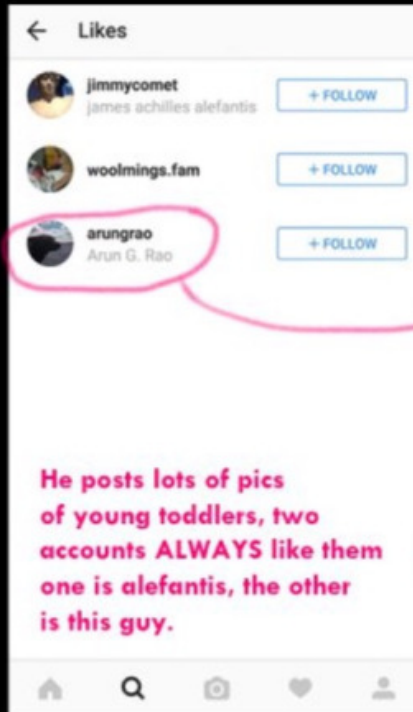 Likes
jimmycomet
james achilles alefantis
+ FOLLOW
woolmings.fam
+ FOLLOW
arungrao
Arun G. Rao
+ FOLLOW
He posts lots of pics
of young toddlers, two
accounts ALWAYS like them
one is alefantis, the other
is this guy.